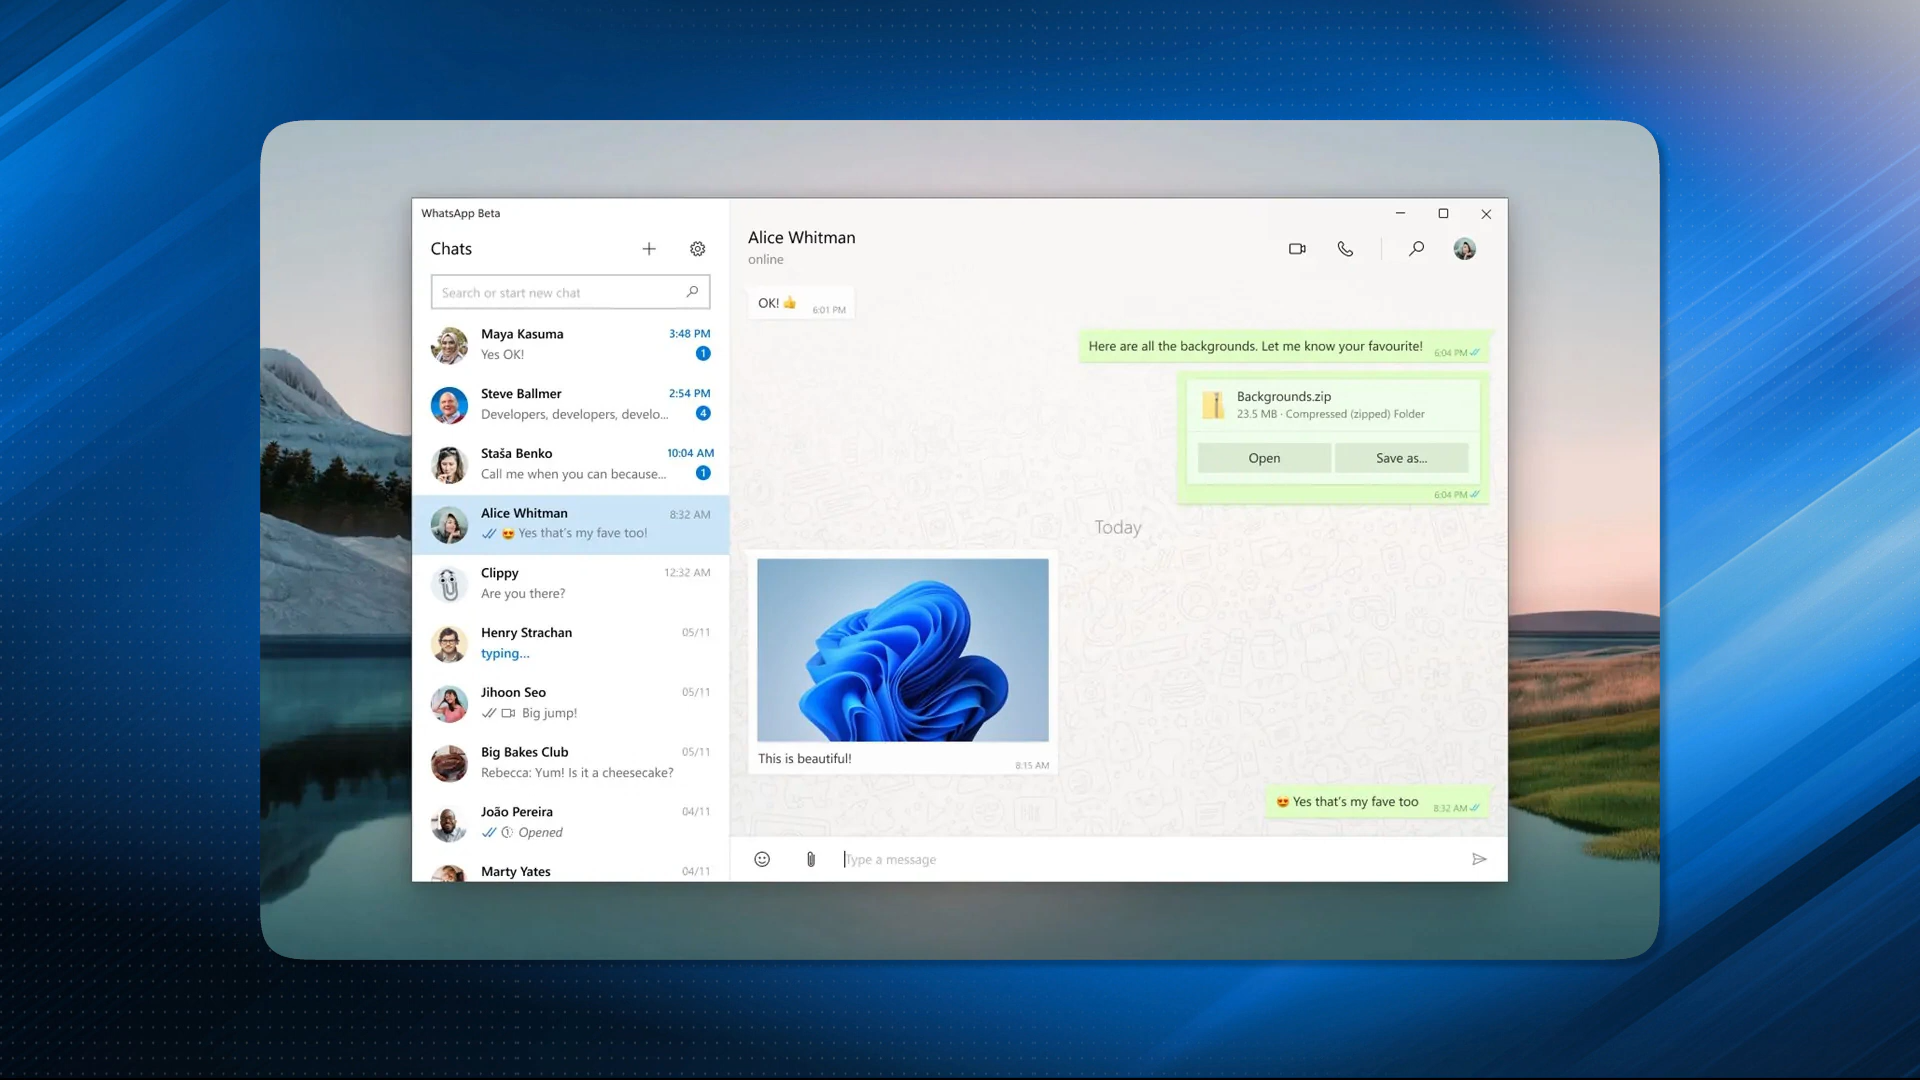 WhatsApp Beta
Chats
Search or start new chat
Maya Kasuma 3:48 PM
Yes OK! 1
Steve Ballmer 2:54 PM
Developers, developers, develo... 4
Staša Benko 10:04 AM
Call me when you can because... 1
Alice Whitman 8:32 AM
😍 Yes that's my fave too!
Clippy 12:32 AM
Are you there?
Henry Strachan 05/11
typing...
Jihoon Seo 05/11
Big jump!
Big Bakes Club 05/11
Rebecca: Yum! Is it a cheesecake?
João Pereira 04/11
Opened
Marty Yates 04/11
Alice Whitman
online
OK! 👍 6:01 PM
Here are all the backgrounds. Let me know your favourite! 6:04 PM
Backgrounds.zip
23.5 MB · Compressed (zipped) Folder
Open Save as...
6:04 PM
Today
This is beautiful! 8:15 AM
😍 Yes that's my fave too 8:32 AM
Type a message